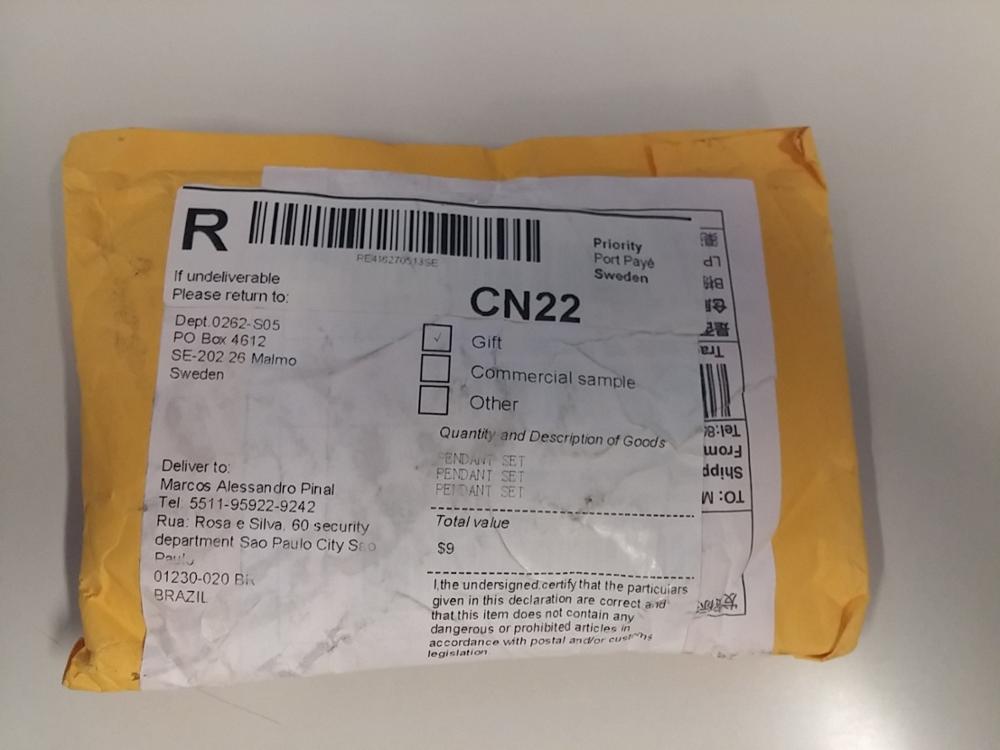 R
RE416270513SE
Priority
Port Payé
Sweden
If undeliverable
Please return to:
CN22
Dept.0262-S05
PO Box 4612
SE-202 26 Malmo
Sweden
✓ Gift
Commercial sample
Other
Quantity and Description of Goods
PENDANT SET
PENDANT SET
PENDANT SET
Total value
$9
Deliver to:
Marcos Alessandro Pinal
Tel. 5511-95922-9242
Rua: Rosa e Silva, 60 security
department Sao Paulo City Sao
Paulo
01230-020 BR
BRAZIL
I,the undersigned,certify that the particulars
given in this declaration are correct and
that this item does not contain any
dangerous or prohibited articles in
accordance with postal and/or customs
legislation
TO: M
Shipp
From
Tel:86
Tra
LP